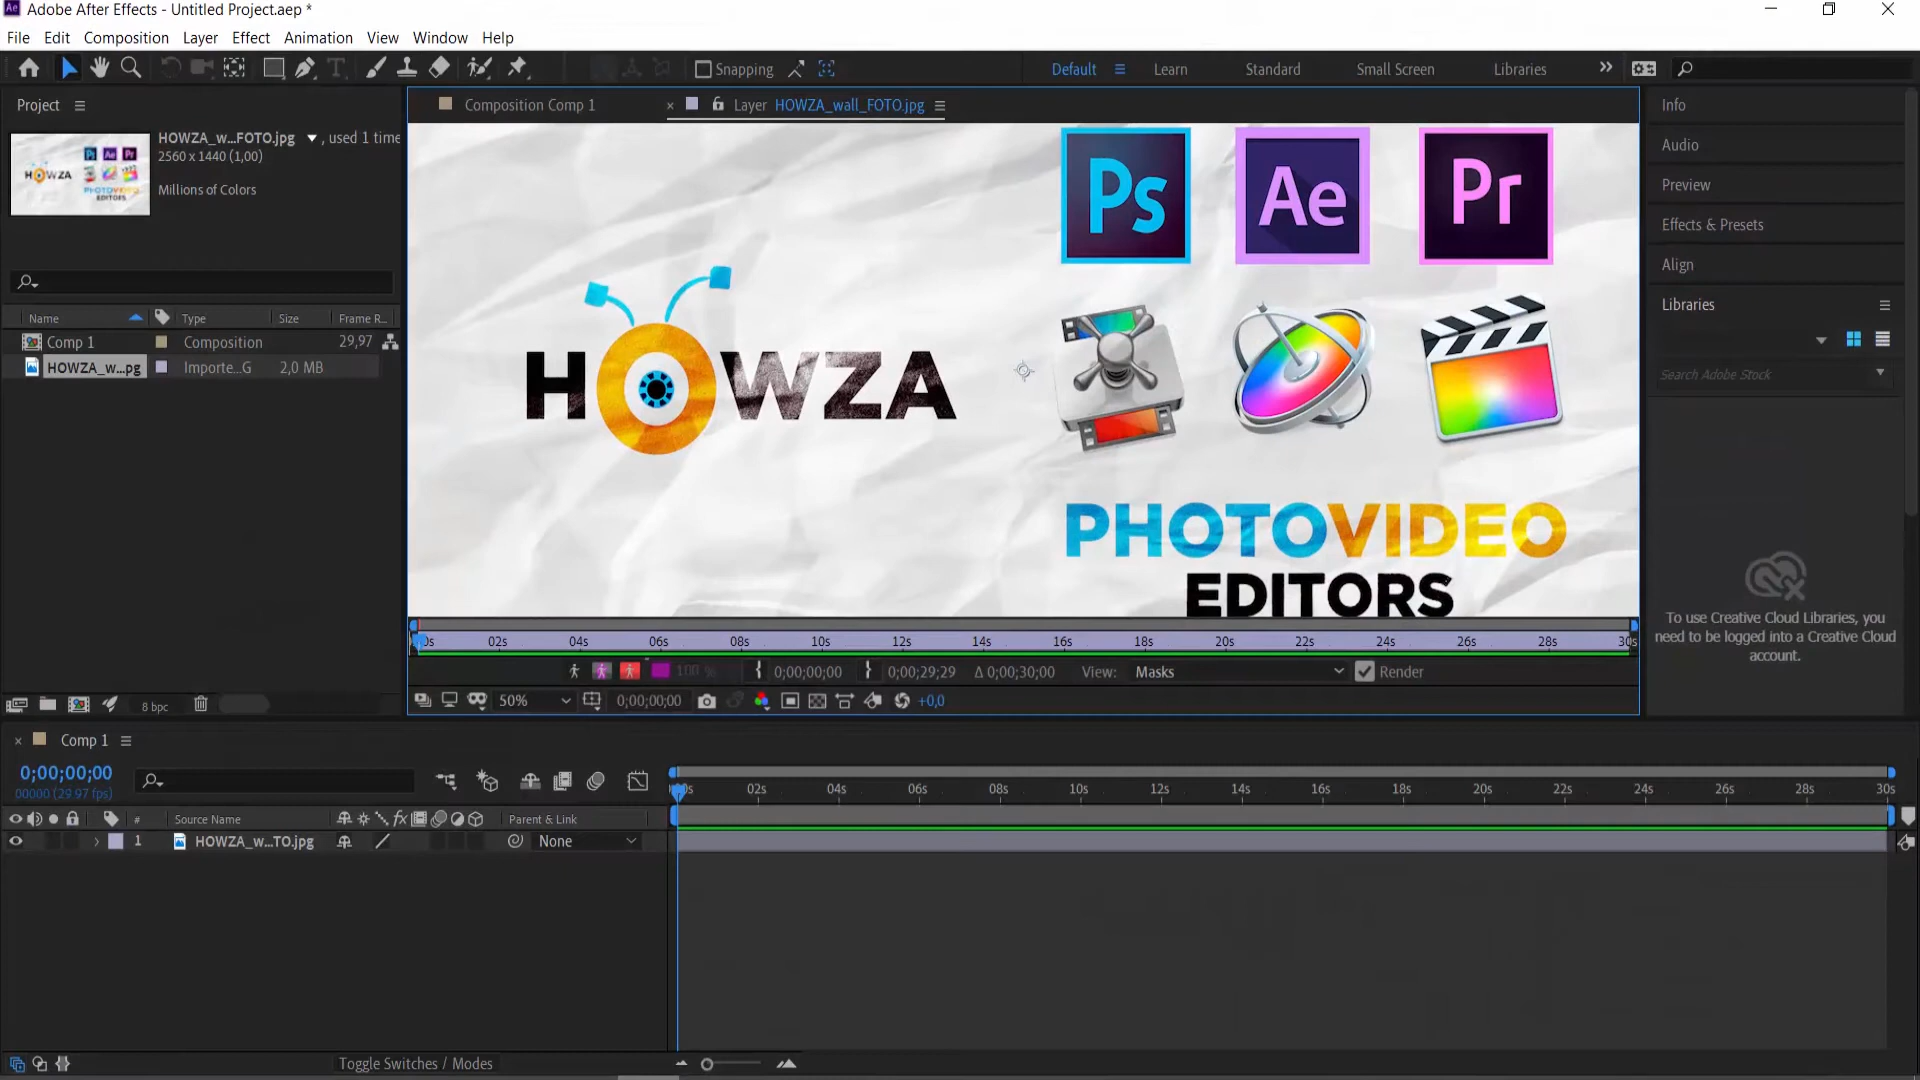 Adobe After Effects - Untitled Project.aep *
File Edit Composition Layer Effect Animation View Window Help
Snapping
Default Learn Standard Small Screen Libraries
Project
HOWZA_w...FOTO.jpg , used 1 time
2560 x 1440 (1,00)
Millions of Colors
Name Type Size Frame R...
Comp 1 Composition 29,97
HOWZA_w...pg Importe...G 2,0 MB
8 bpc
Composition Comp 1
Layer HOWZA_wall_FOTO.jpg
Ps Ae Pr
HOWZA
PHOTOVIDEO
EDITORS
02s 04s 06s 08s 10s 12s 14s 16s 18s 20s 22s 24s 26s 28s 30s
100 % 0;00;00;00 0;00;29;29 Δ 0;00;30;00 View: Masks Render
50% 0;00;00;00 +0,0
Info
Audio
Preview
Effects & Presets
Align
Libraries
Search Adobe Stock
To use Creative Cloud Libraries, you
need to be logged into a Creative Cloud
account.
Comp 1
0;00;00;00
00000 (29.97 fps)
02s 04s 06s 08s 10s 12s 14s 16s 18s 20s 22s 24s 26s 28s 30s
# Source Name fx Parent & Link
1 HOWZA_w...TO.jpg None
Toggle Switches / Modes